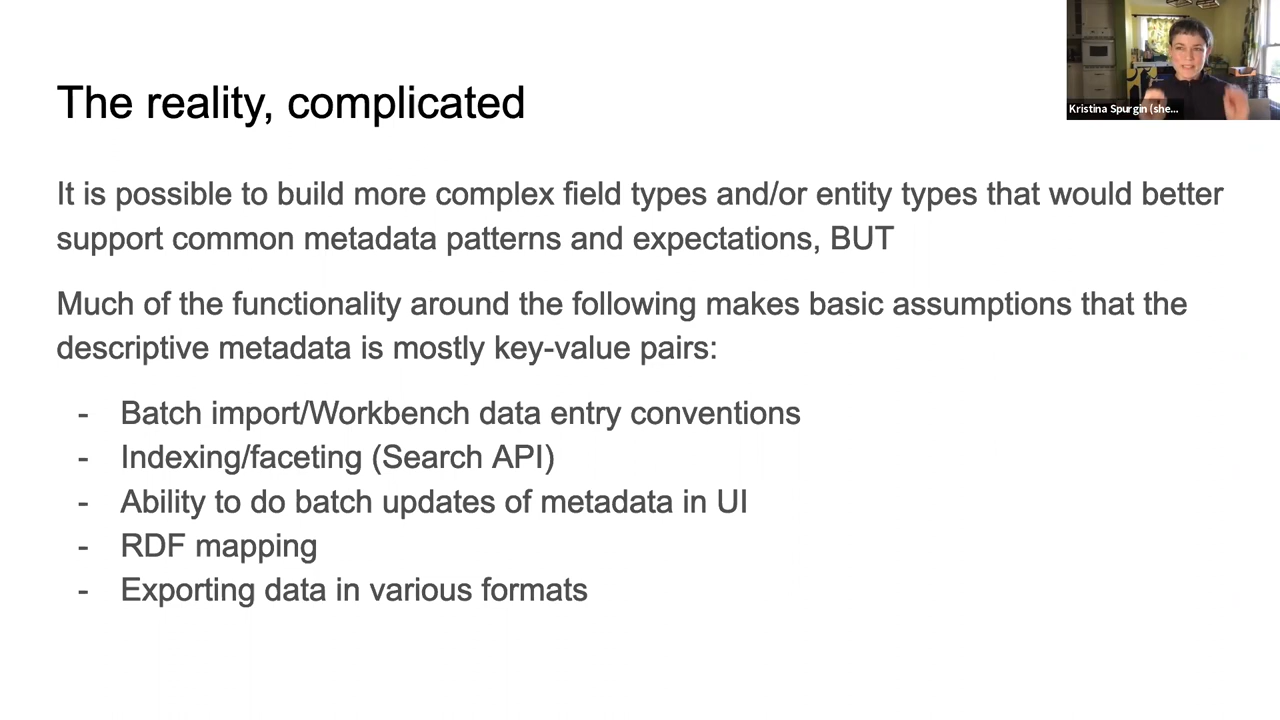 Kristina Spurgin (she...
The reality, complicated
It is possible to build more complex field types and/or entity types that would better
support common metadata patterns and expectations, BUT
Much of the functionality around the following makes basic assumptions that the
descriptive metadata is mostly key-value pairs:
- Batch import/Workbench data entry conventions
- Indexing/faceting (Search API)
- Ability to do batch updates of metadata in UI
- RDF mapping
- Exporting data in various formats